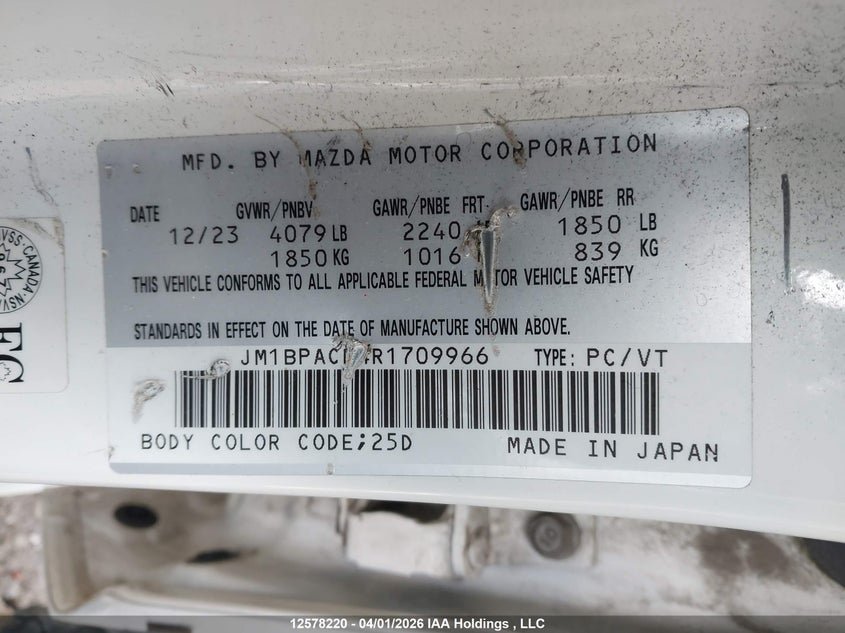 MFD. BY MAZDA MOTOR CORPORATION
DATE GVWR/PNBV GAWR/PNBE FRT GAWR/PNBE RR
12/23 4079 LB 2240 1850 LB
1850 KG 1016 839 KG
THIS VEHICLE CONFORMS TO ALL APPLICABLE FEDERAL MOTOR VEHICLE SAFETY
STANDARDS IN EFFECT ON THE DATE OF MANUFACTURE SHOWN ABOVE.
TYPE: PC/VT
BODY COLOR CODE;25D MADE IN JAPAN
CANADA
12578220 - 04/01/2026 IAA Holdings , LLC